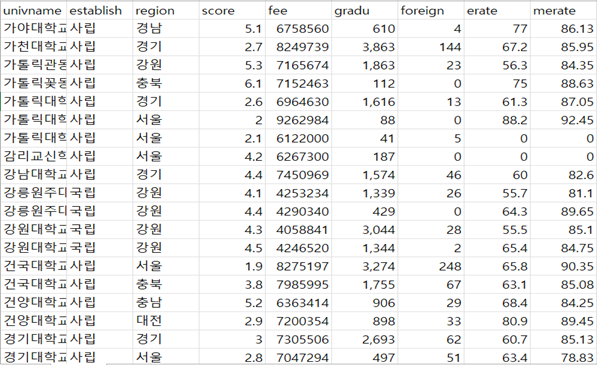 univname establish region score fee gradu foreign erate merate
가야대학교 사립 경남 5.1 6758560 610 4 77 86.13
가천대학교 사립 경기 2.7 8249739 3,863 144 67.2 85.95
가톨릭관동 사립 강원 5.3 7165674 1,863 23 56.3 84.35
가톨릭꽃동 사립 충북 6.1 7152463 112 0 75 88.63
가톨릭대학 사립 경기 2.6 6964630 1,616 13 61.3 87.05
가톨릭대학 사립 서울 2 9262984 88 0 88.2 92.45
가톨릭대학 사립 서울 2.1 6122000 41 5 0 0
감리교신학 사립 서울 4.2 6267300 187 0 0 0
강남대학교 사립 경기 4.4 7450969 1,574 46 60 82.6
강릉원주대 국립 강원 4.1 4253234 1,339 26 55.7 81.1
강릉원주대 국립 강원 4.4 4290340 429 0 64.3 89.65
강원대학교 국립 강원 4.3 4058841 3,044 28 55.5 85.1
강원대학교 국립 강원 4.5 4246520 1,344 2 65.4 84.75
건국대학교 사립 서울 1.9 8275197 3,274 248 65.8 90.35
건국대학교 사립 충북 3.8 7985995 1,755 67 63.1 85.08
건양대학교 사립 충남 5.2 6363414 906 29 68.4 84.25
건양대학교 사립 대전 2.9 7200354 898 33 80.9 89.45
경기대학교 사립 경기 3 7305506 2,693 62 60.7 85.13
경기대학교 사립 서울 2.8 7047294 497 51 63.4 78.83